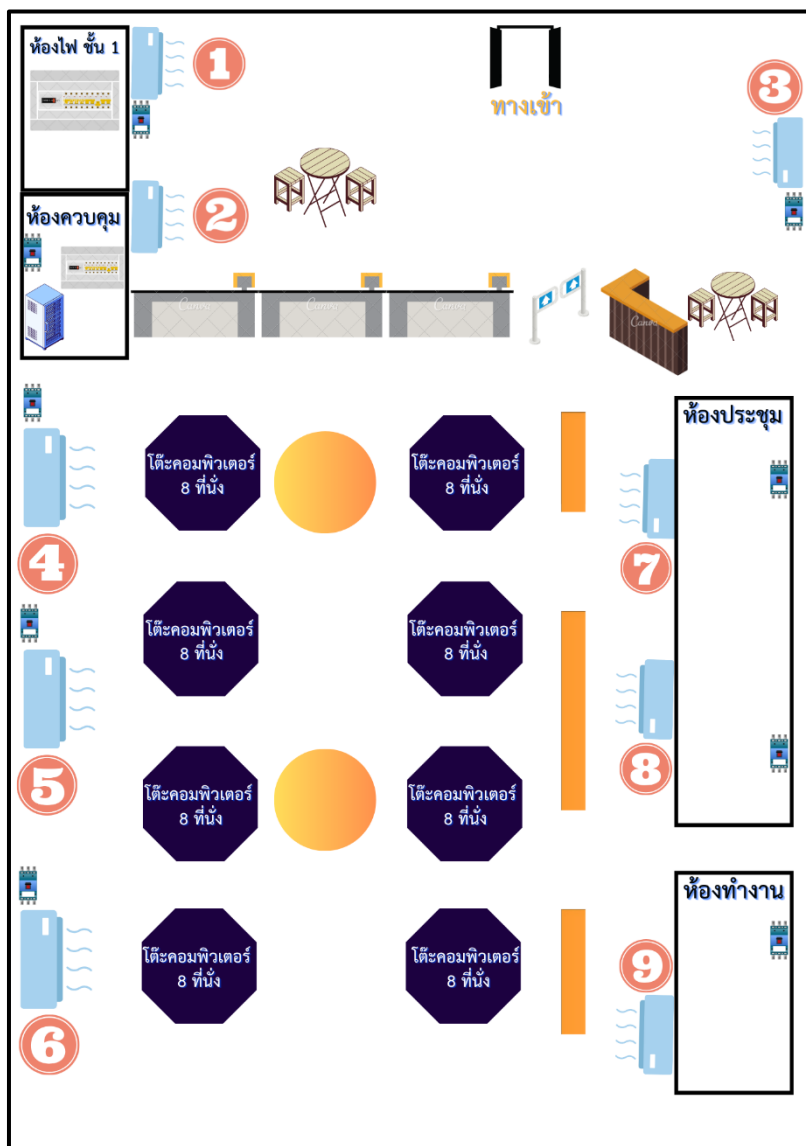 ห้องไฟ ชั้น 1
1
ทางเข้า
3
2
ห้องควบคุม
Canva
Canva
Canva
Canva
ห้องประชุม
โต๊ะคอมพิวเตอร์
8 ที่นั่ง
โต๊ะคอมพิวเตอร์
8 ที่นั่ง
4
7
โต๊ะคอมพิวเตอร์
8 ที่นั่ง
โต๊ะคอมพิวเตอร์
8 ที่นั่ง
5
8
โต๊ะคอมพิวเตอร์
8 ที่นั่ง
โต๊ะคอมพิวเตอร์
8 ที่นั่ง
ห้องทำงาน
โต๊ะคอมพิวเตอร์
8 ที่นั่ง
โต๊ะคอมพิวเตอร์
8 ที่นั่ง
9
6